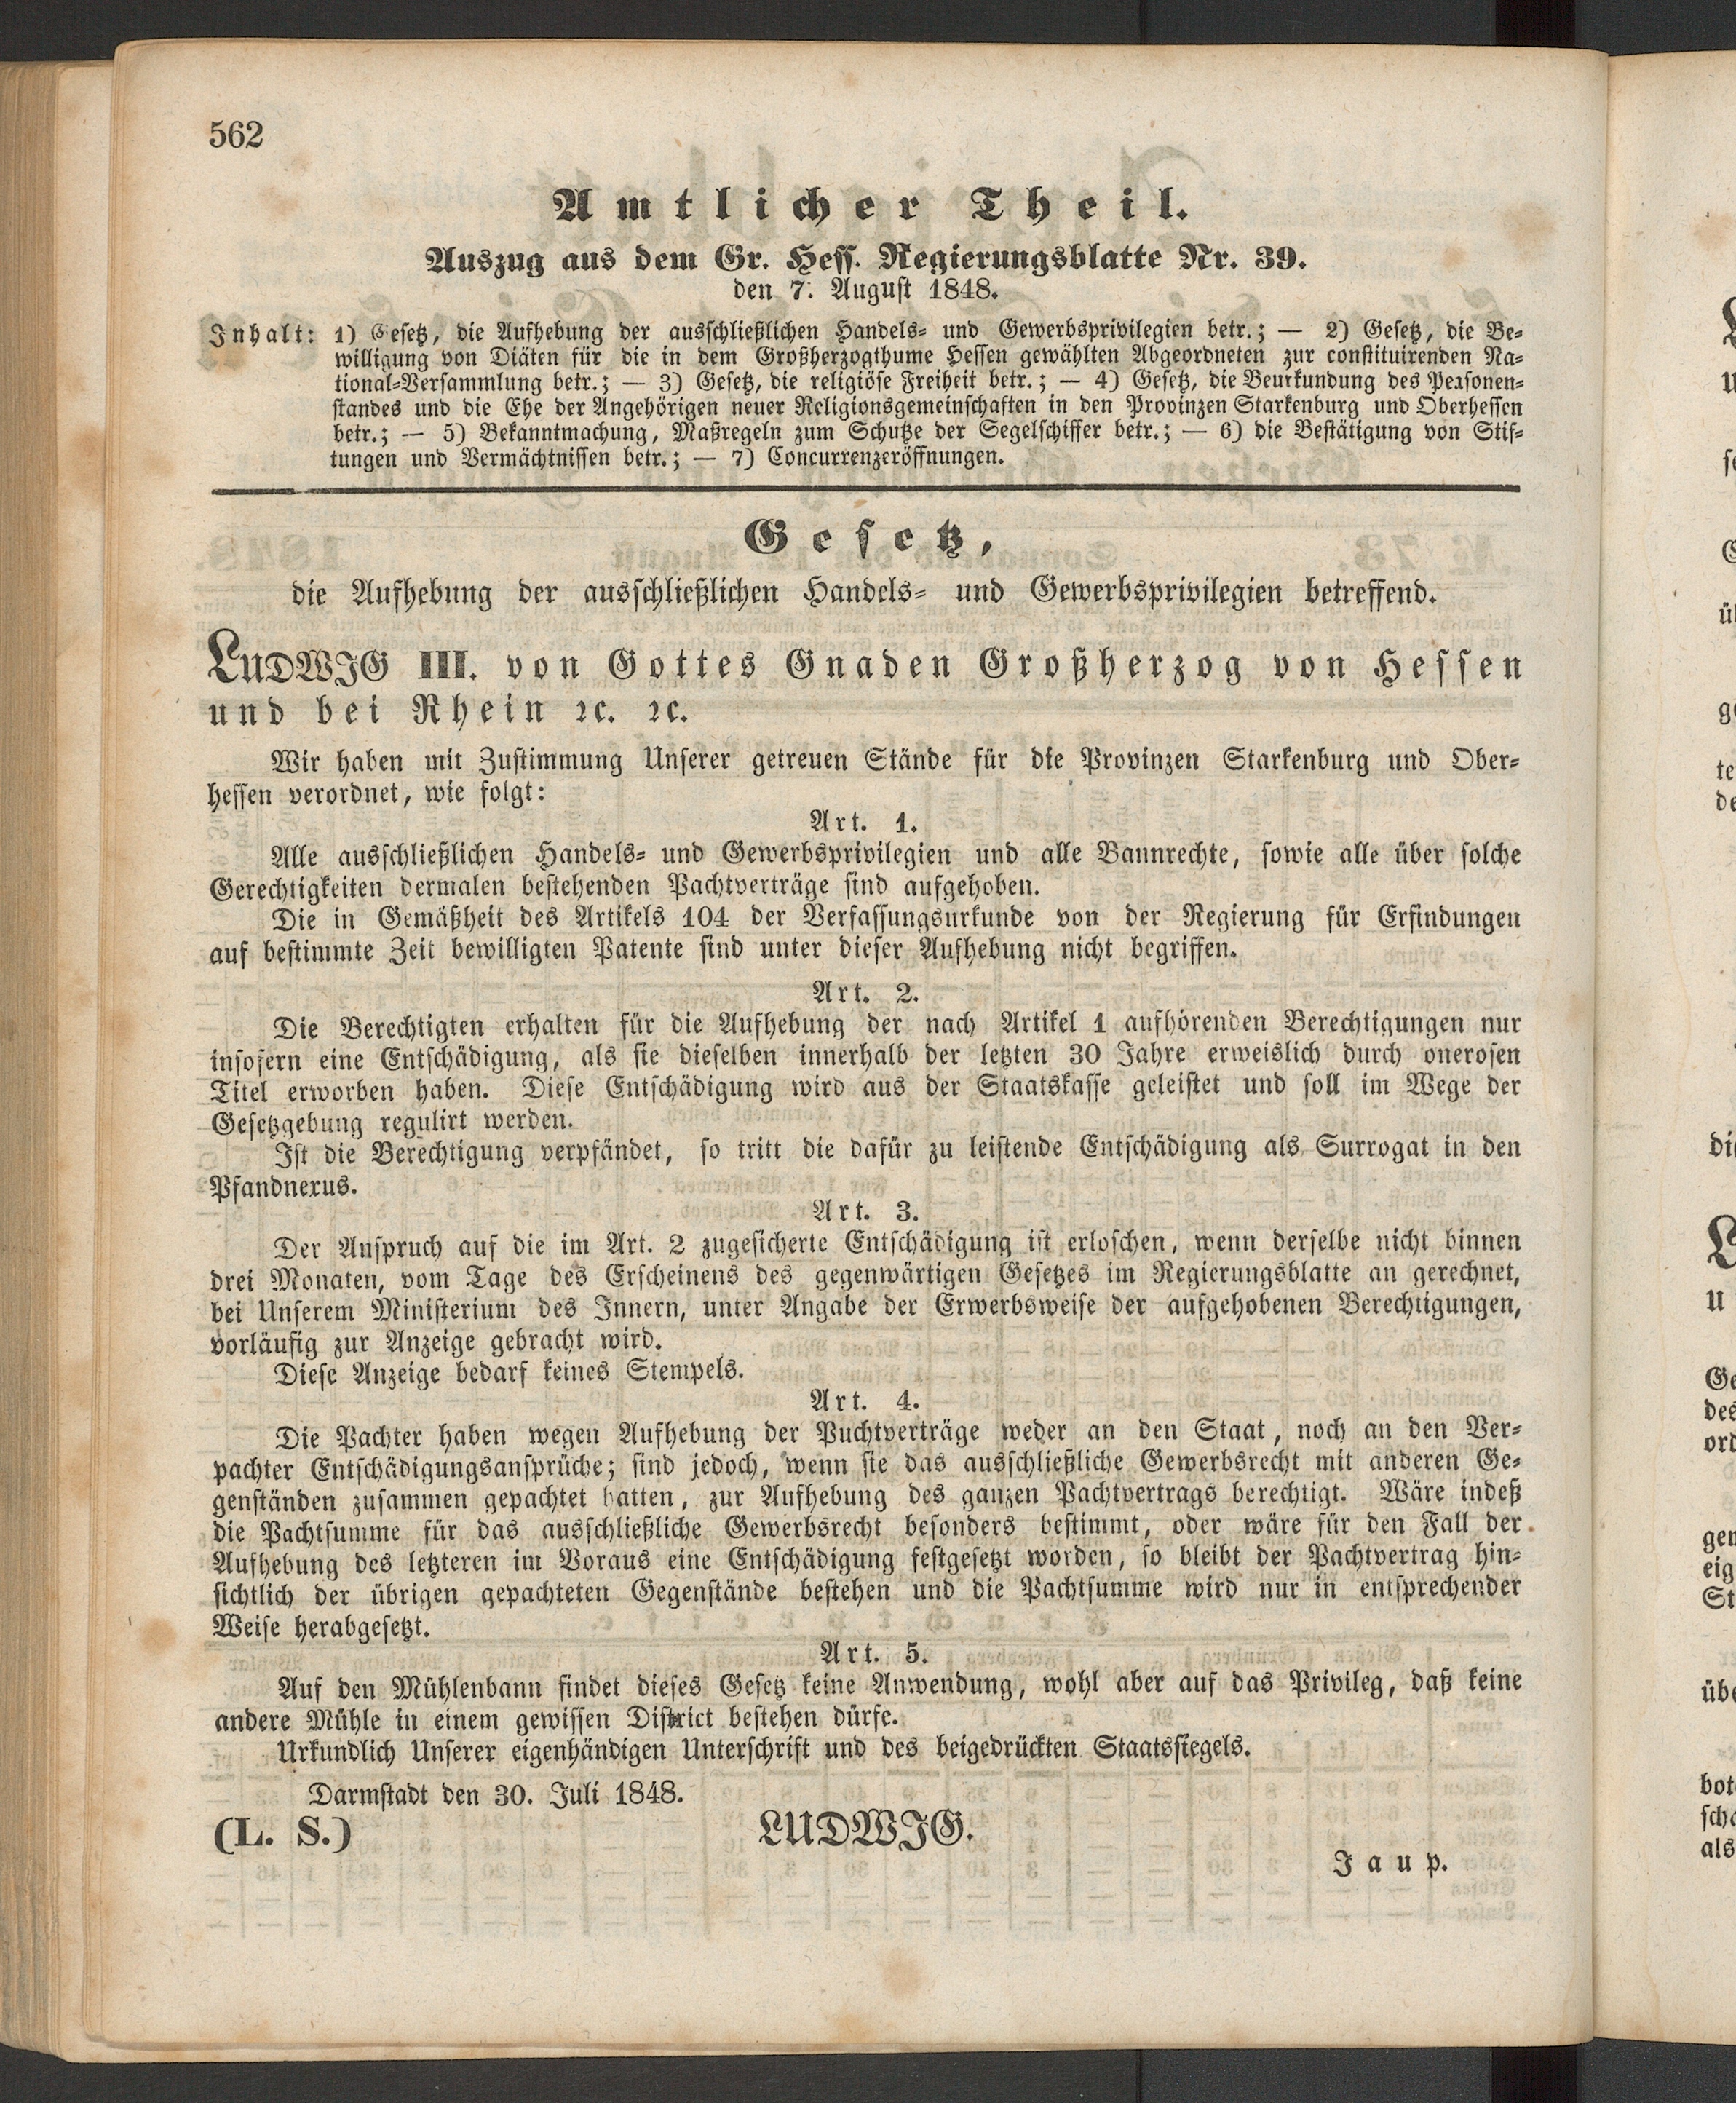 562
Amtlicher Theil.
Auszug aus dem Gr. Hess. Regierungsblatte Nr. 39.
den 7. August 1848.
Inhalt: 1) Gesetz, die Aufhebung der ausschließlichen Handels- und Gewerbsprivilegien betr.; — 2) Gesetz, die Be-
willigung von Diäten für die in dem Großherzogthume Hessen gewählten Abgeordneten zur constituirenden Na-
tional-Versammlung betr.; — 3) Gesetz, die religiöse Freiheit betr.; — 4) Gesetz, die Beurkundung des Personen-
standes und die Ehe der Angehörigen neuer Religionsgemeinschaften in den Provinzen Starkenburg und Oberhessen
betr.; — 5) Bekanntmachung, Maßregeln zum Schutze der Segelschiffer betr.; — 6) die Bestätigung von Stif-
tungen und Vermächtnissen betr.; — 7) Concurrenzeröffnungen.
Gesetz,
die Aufhebung der ausschließlichen Handels- und Gewerbsprivilegien betreffend.
LUDWIG III. von Gottes Gnaden Großherzog von Hessen
und bei Rhein ꝛc. ꝛc.
Wir haben mit Zustimmung Unserer getreuen Stände für die Provinzen Starkenburg und Ober-
hessen verordnet, wie folgt:
Art. 1.
Alle ausschließlichen Handels- und Gewerbsprivilegien und alle Bannrechte, sowie alle über solche
Gerechtigkeiten dermalen bestehenden Pachtverträge sind aufgehoben.
Die in Gemäßheit des Artikels 104 der Verfassungsurkunde von der Regierung für Erfindungen
auf bestimmte Zeit bewilligten Patente sind unter dieser Aufhebung nicht begriffen.
Art. 2.
Die Berechtigten erhalten für die Aufhebung der nach Artikel 1 aufhörenden Berechtigungen nur
insofern eine Entschädigung, als sie dieselben innerhalb der letzten 30 Jahre erweislich durch onerosen
Titel erworben haben. Diese Entschädigung wird aus der Staatskasse geleistet und soll im Wege der
Gesetzgebung regulirt werden.
Ist die Berechtigung verpfändet, so tritt die dafür zu leistende Entschädigung als Surrogat in den
Pfandnexus.
Art. 3.
Der Anspruch auf die im Art. 2 zugesicherte Entschädigung ist erloschen, wenn derselbe nicht binnen
drei Monaten, vom Tage des Erscheinens des gegenwärtigen Gesetzes im Regierungsblatte an gerechnet,
bei Unserem Ministerium des Innern, unter Angabe der Erwerbsweise der aufgehobenen Berechtigungen,
vorläufig zur Anzeige gebracht wird.
Diese Anzeige bedarf keines Stempels.
Art. 4.
Die Pachter haben wegen Aufhebung der Puchtverträge weder an den Staat, noch an den Ver-
pachter Entschädigungsansprüche; sind jedoch, wenn sie das ausschließliche Gewerbsrecht mit anderen Ge-
genständen zusammen gepachtet hatten, zur Aufhebung des ganzen Pachtvertrags berechtigt. Wäre indeß
die Pachtsumme für das ausschließliche Gewerbsrecht besonders bestimmt, oder wäre für den Fall der
Aufhebung des letzteren im Voraus eine Entschädigung festgesetzt worden, so bleibt der Pachtvertrag hin-
sichtlich der übrigen gepachteten Gegenstände bestehen und die Pachtsumme wird nur in entsprechender
Weise herabgesetzt.
Art. 5.
Auf den Mühlenbann findet dieses Gesetz keine Anwendung, wohl aber auf das Privileg, daß keine
andere Mühle in einem gewissen District bestehen dürfe.
Urkundlich Unserer eigenhändigen Unterschrift und des beigedrückten Staatssiegels.
Darmstadt den 30. Juli 1848.
(L. S.) LUDWIG.
Jaup.